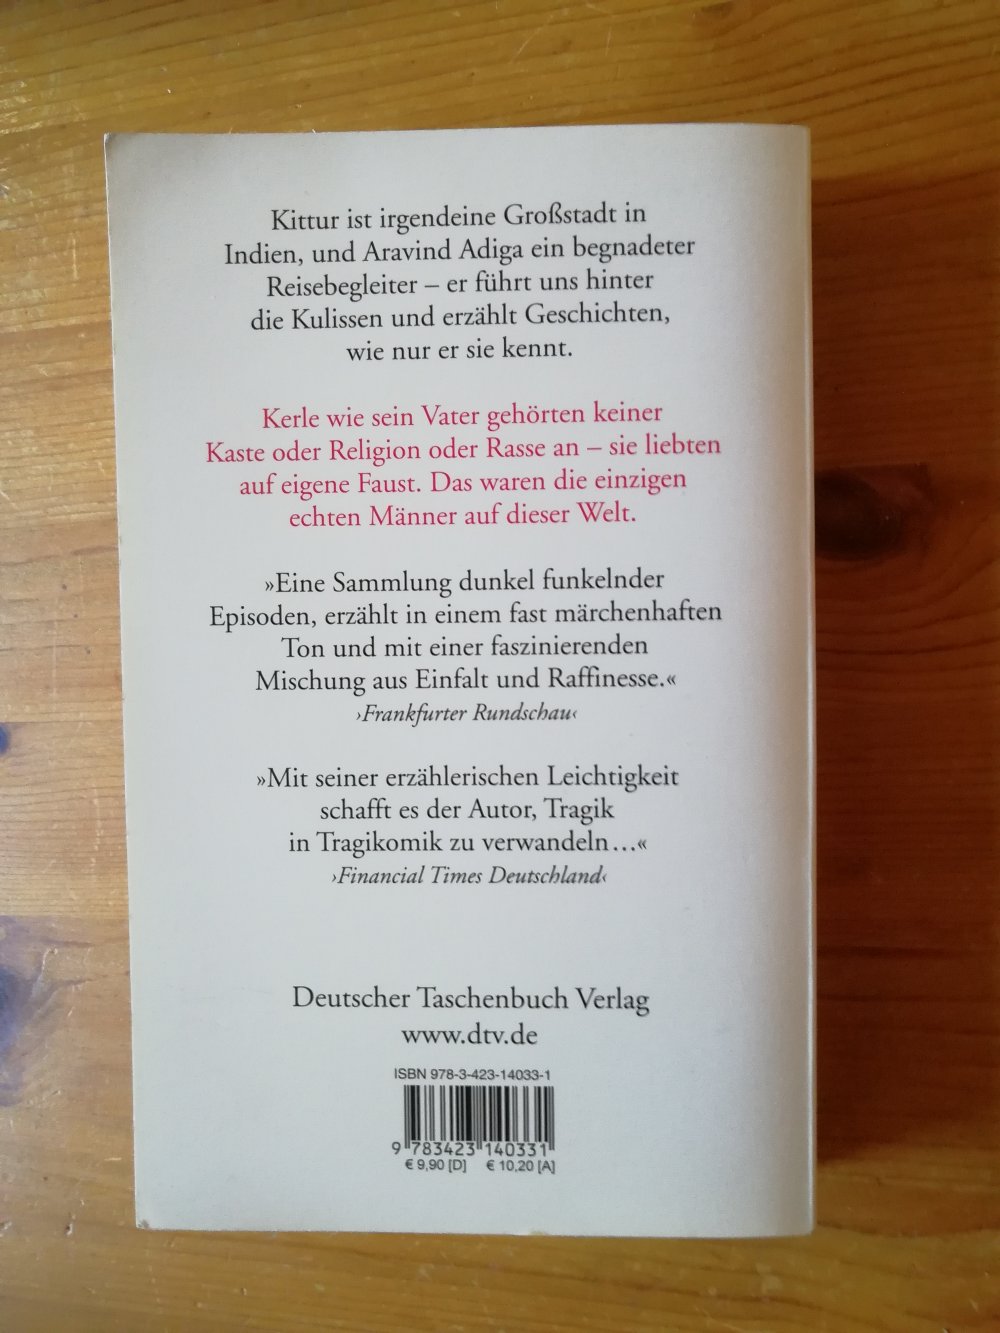 Kittur ist irgendeine Großstadt in
Indien, und Aravind Adiga ein begnadeter
Reisebegleiter – er führt uns hinter
die Kulissen und erzählt Geschichten,
wie nur er sie kennt.
Kerle wie sein Vater gehörten keiner
Kaste oder Religion oder Rasse an – sie liebten
auf eigene Faust. Das waren die einzigen
echten Männer auf dieser Welt.
»Eine Sammlung dunkel funkelnder
Episoden, erzählt in einem fast märchenhaften
Ton und mit einer faszinierenden
Mischung aus Einfalt und Raffinesse.«
›Frankfurter Rundschau‹
»Mit seiner erzählerischen Leichtigkeit
schafft es der Autor, Tragik
in Tragikomik zu verwandeln...«
›Financial Times Deutschland‹
Deutscher Taschenbuch Verlag
www.dtv.de
ISBN 978-3-423-14033-1
9 783423 140331
€ 9,90 [D] € 10,20 [A]